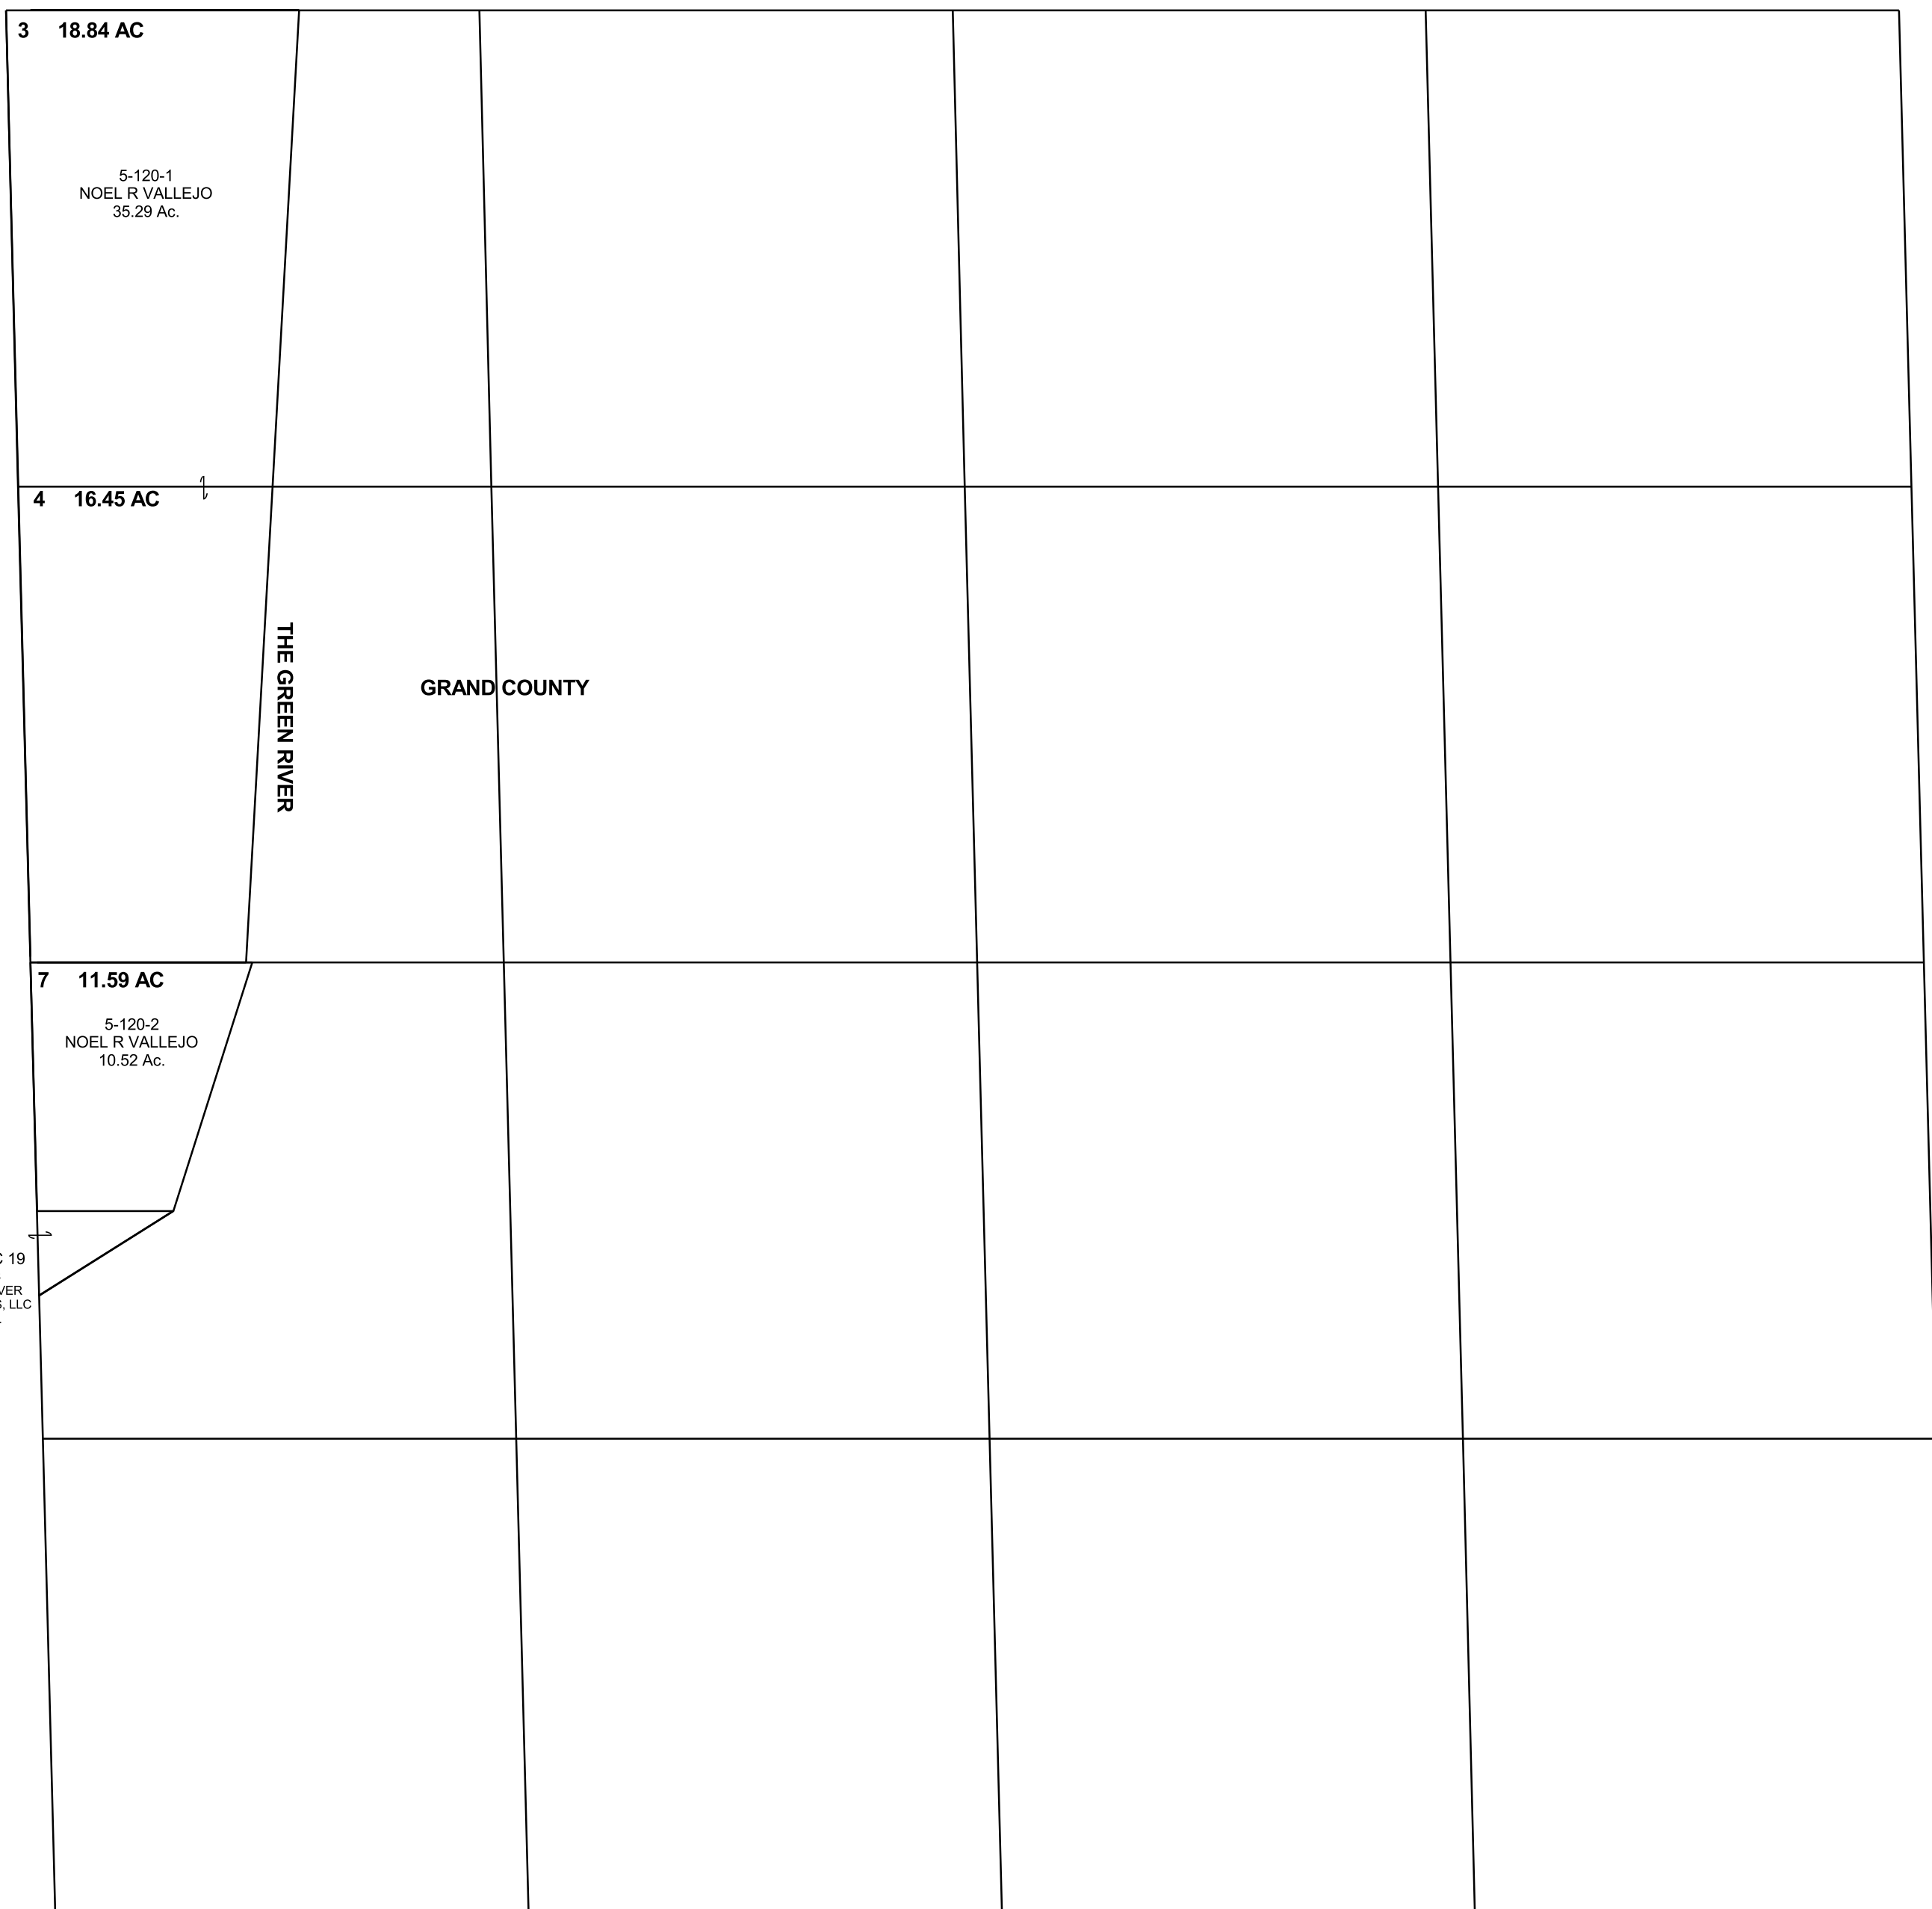 3 18.84 AC
5-120-1
NOEL R VALLEJO
35.29 Ac.
4 16.45 AC
THE GREEN RIVER
GRAND COUNTY
7 11.59 AC
5-120-2
NOEL R VALLEJO
10.52 Ac.
19
LLC